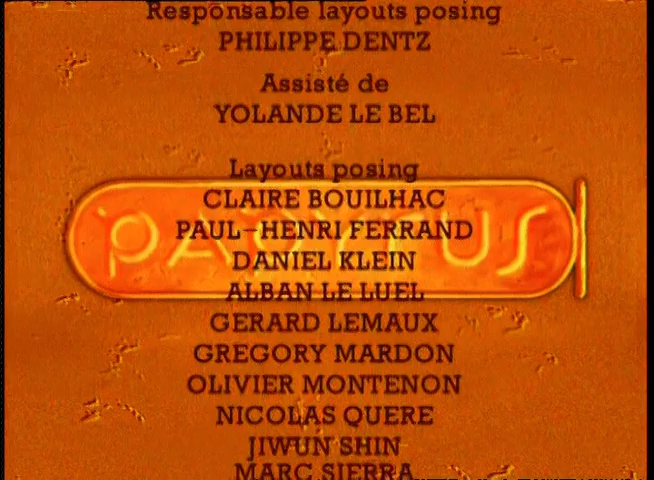 Responsable layouts posing
PHILIPPE DENTZ
Assisté de
YOLANDE LE BEL
Layouts posing
CLAIRE BOUILHAC
PAUL-HENRI FERRAND
PAPYRUS
DANIEL KLEIN
ALBAN LE LUEL
GERARD LEMAUX
GREGORY MARDON
OLIVIER MONTENON
NICOLAS QUERE
JIWUN SHIN
MARC SIERRA